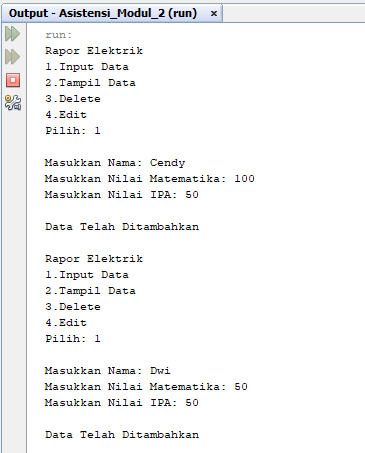 Output - Asistensi_Modul_2 (run)
run:
Rapor Elektrik
1.Input Data
2.Tampil Data
3.Delete
4.Edit
Pilih: 1
Masukkan Nama: Cendy
Masukkan Nilai Matematika: 100
Masukkan Nilai IPA: 50
Data Telah Ditambahkan
Rapor Elektrik
1.Input Data
2.Tampil Data
3.Delete
4.Edit
Pilih: 1
Masukkan Nama: Dwi
Masukkan Nilai Matematika: 50
Masukkan Nilai IPA: 50
Data Telah Ditambahkan